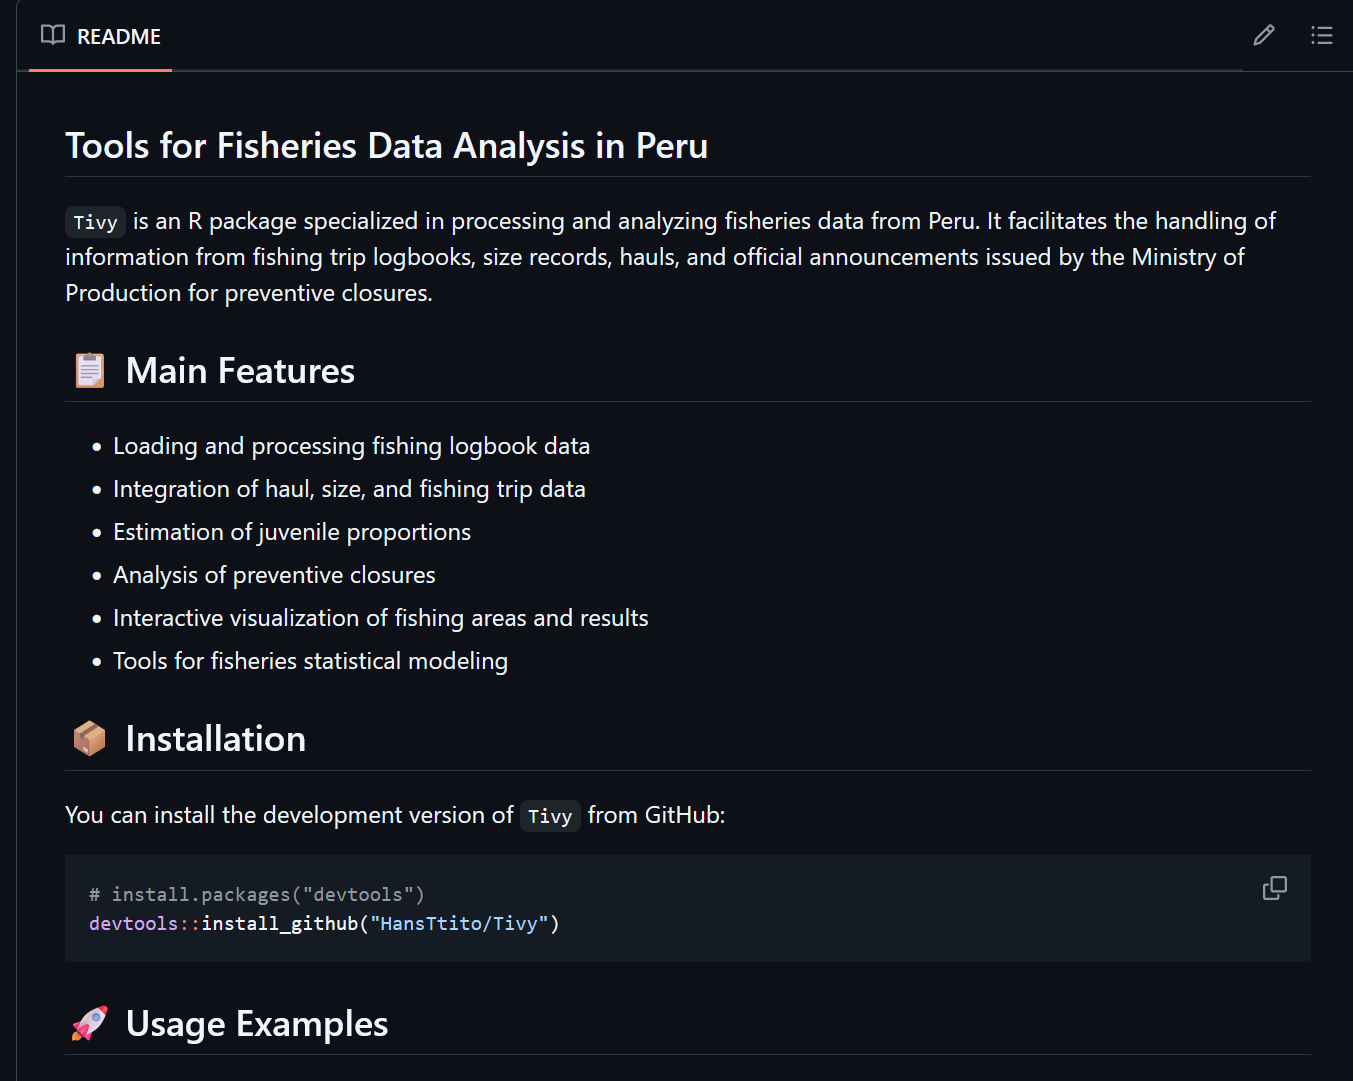 README
Tools for Fisheries Data Analysis in Peru
Tivy is an R package specialized in processing and analyzing fisheries data from Peru. It facilitates the handling of
information from fishing trip logbooks, size records, hauls, and official announcements issued by the Ministry of
Production for preventive closures.
Main Features
• Loading and processing fishing logbook data
• Integration of haul, size, and fishing trip data
• Estimation of juvenile proportions
• Analysis of preventive closures
• Interactive visualization of fishing areas and results
• Tools for fisheries statistical modeling
Installation
You can install the development version of Tivy from GitHub:
# install.packages("devtools")
devtools::install_github("HansTtito/Tivy")
Usage Examples